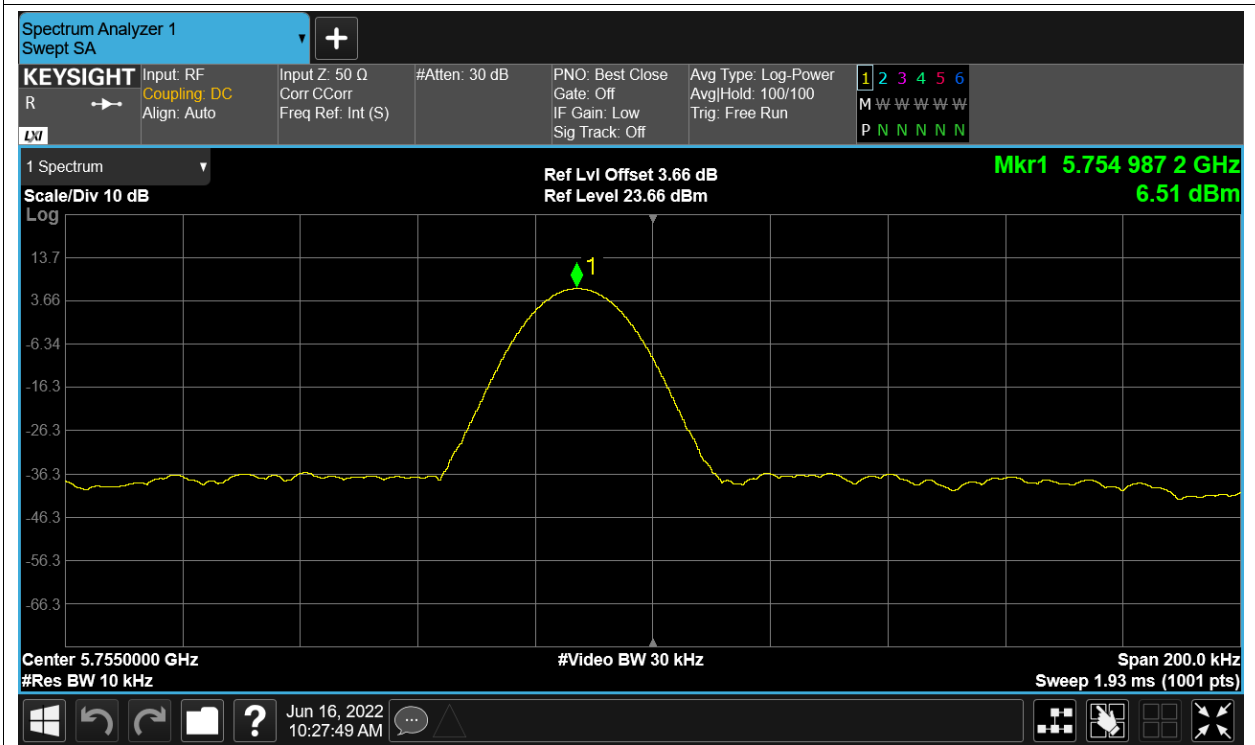 Spectrum Analyzer 1
Swept SA
KEYSIGHT
R
LXI
Input: RF
Coupling: DC
Align: Auto
Input Z: 50 Ω
Corr CCorr
Freq Ref: Int (S)
#Atten: 30 dB
PNO: Best Close
Gate: Off
IF Gain: Low
Sig Track: Off
Avg Type: Log-Power
Avg|Hold: 100/100
Trig: Free Run
1 2 3 4 5 6
M W W W W W
P N N N N N
1 Spectrum
Scale/Div 10 dB
Ref Lvl Offset 3.66 dB
Ref Level 23.66 dBm
Mkr1 5.754 987 2 GHz
6.51 dBm
Log
1
13.7
3.66
-6.34
-16.3
-26.3
-36.3
-46.3
-56.3
-66.3
Center 5.7550000 GHz
#Res BW 10 kHz
#Video BW 30 kHz
Span 200.0 kHz
Sweep 1.93 ms (1001 pts)
?
Jun 16, 2022
10:27:49 AM